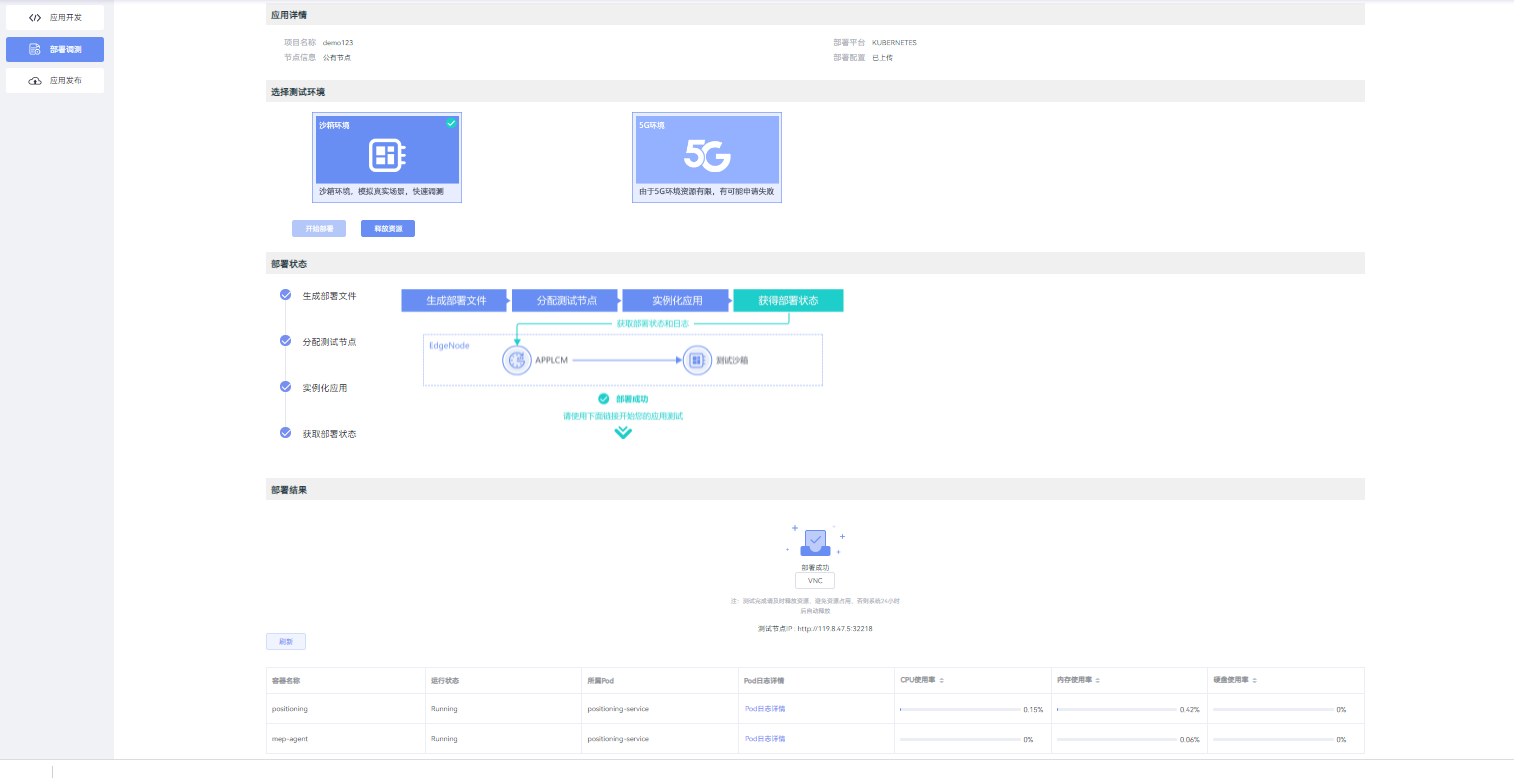 应用开发
部署调测
应用发布
应用详情
项目名称 demo123
部署平台 KUBERNETES
节点信息 公有节点
部署配置 已上传
选择测试环境
沙箱环境
沙箱环境，模拟真实场景，快速调测
5G环境
5G
由于5G环境资源有限，有可能申请失败
开始部署
释放资源
部署状态
生成部署文件
分配测试节点
实例化应用
获取部署状态
生成部署文件
分配测试节点
实例化应用
获得部署状态
获取部署状态和日志
EdgeNode
APPLCM
测试沙箱
部署成功
请使用下面链接开始您的应用测试
部署结果
部署成功
VNC
注：测试完成请及时释放资源，避免资源占用，否则系统24小时
后自动释放
测试节点IP : http://119.8.47.5:32218
刷新
容器名称 运行状态 所属Pod Pod日志详情 CPU使用率 内存使用率 硬盘使用率
positioning Running positioning-service Pod日志详情 0.15% 0.42% 0%
mep-agent Running positioning-service Pod日志详情 0% 0.06% 0%